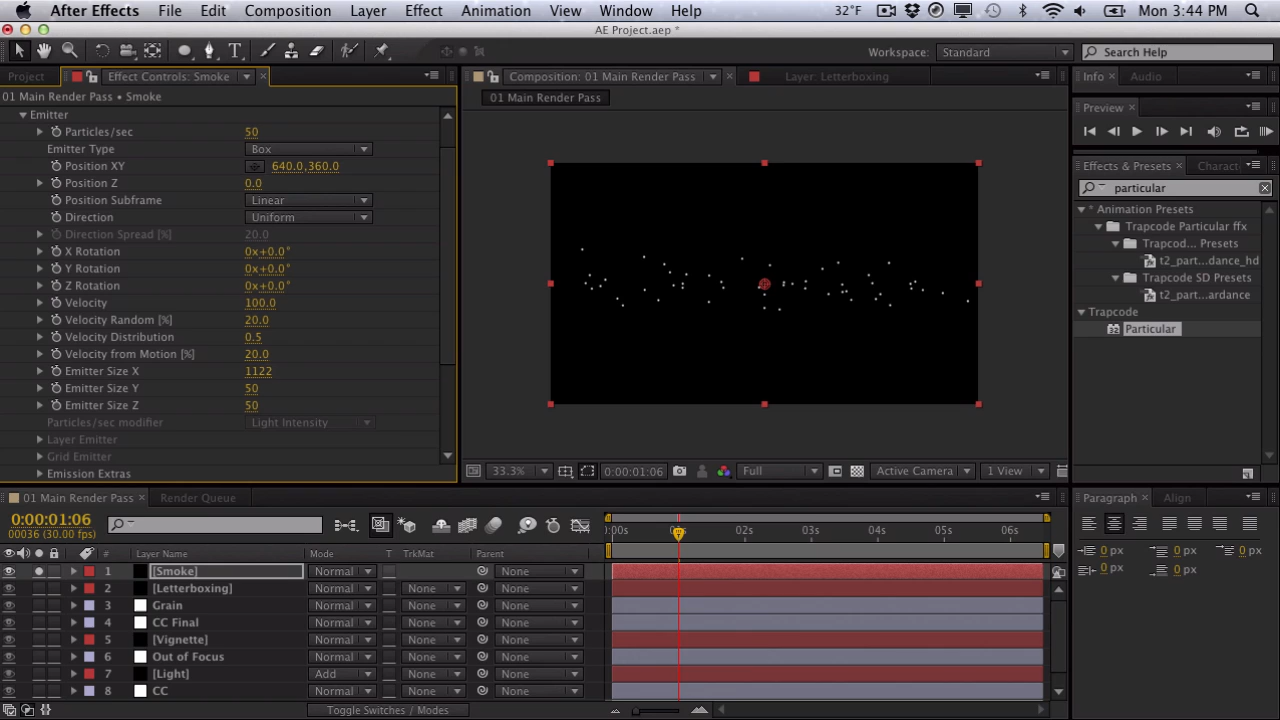 After Effects File Edit Composition Layer Effect Animation View Window Help 32°F Mon 3:44 PM
AE Project.aep *
Workspace: Standard Search Help
Project Effect Controls: Smoke Composition: 01 Main Render Pass Layer: Letterboxing Info Audio
01 Main Render Pass • Smoke
01 Main Render Pass
Preview
Emitter
Particles/sec 50
Emitter Type Box
Position XY 640.0,360.0
Position Z 0.0
Position Subframe Linear
Direction Uniform
Direction Spread [%] 20.0
X Rotation 0x+0.0°
Y Rotation 0x+0.0°
Z Rotation 0x+0.0°
Velocity 100.0
Velocity Random [%] 20.0
Velocity Distribution 0.5
Velocity from Motion [%] 20.0
Emitter Size X 1122
Emitter Size Y 50
Emitter Size Z 50
Particles/sec modifier Light Intensity
Layer Emitter
Grid Emitter
Emission Extras
33.3% 0:00:01:06 Full Active Camera 1 View
Effects & Presets Charact
particular
* Animation Presets
Trapcode Particular ffx
Trapcod... Presets
t2_part...dance_hd
Trapcode SD Presets
t2_part...ardance
Trapcode
32 Particular
01 Main Render Pass Render Queue
0:00:01:06
00036 (30.00 fps)
:00s 02s 03s 04s 05s 06s
# Layer Name Mode T TrkMat Parent
1 [Smoke] Normal None
2 [Letterboxing] Normal None None
3 Grain Normal None None
4 CC Final Normal None None
5 [Vignette] Normal None None
6 Out of Focus Normal None None
7 [Light] Add None None
8 CC Normal None None
Toggle Switches / Modes
Paragraph Align
0 px 0 px 0 px
0 px 0 px